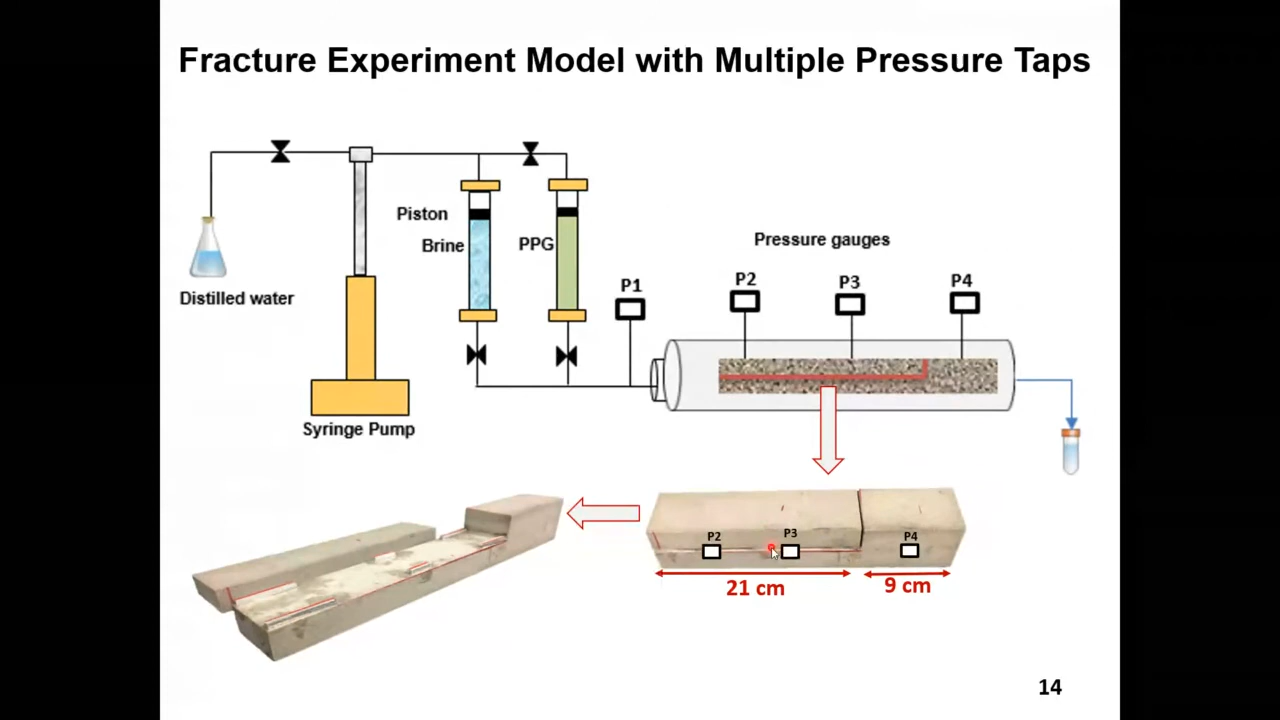 Fracture Experiment Model with Multiple Pressure Taps
Piston
Brine
PPG
Pressure gauges
P1
P2
P3
P4
Distilled water
Syringe Pump
P2
P3
P4
21 cm
9 cm
14